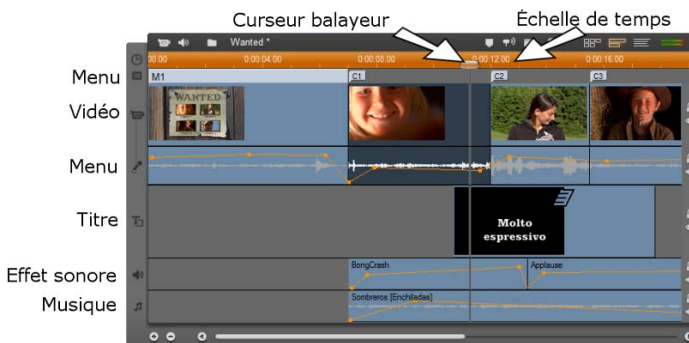 Curseur balayeur
Échelle de temps
Wanted *
00.00 0:00:04.00 0:00:08.00 0:00:12.00 0:00:16.00
Menu
M1 C1 C2 C3
Vidéo
WANTED
Menu
Titre
Molto
espressivo
Effet sonore
BongCrash Applause
Musique
Sombreros [Enchiladas]